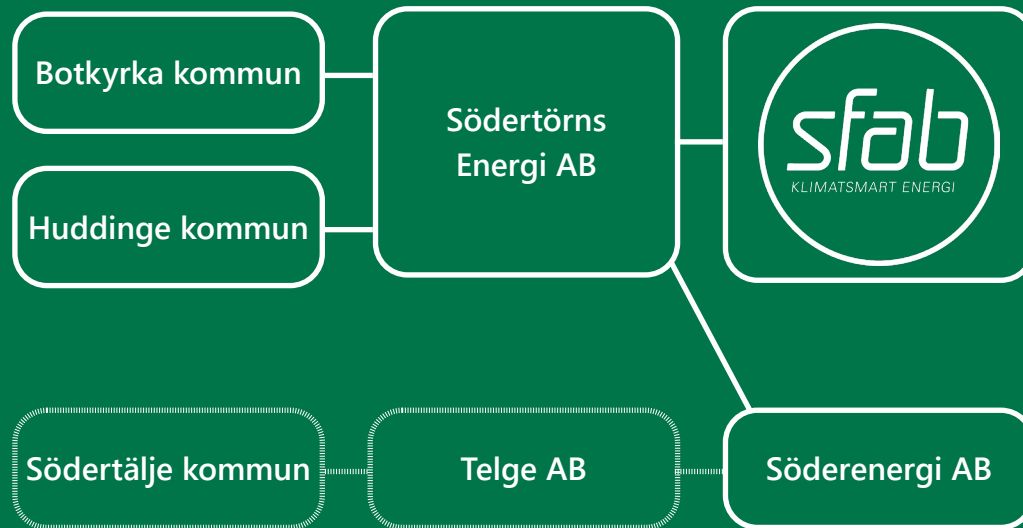 Botkyrka kommun
Huddinge kommun
Södertörns
Energi AB
sfab
KLIMATSMART ENERGI
Södertälje kommun
Telge AB
Söderenergi AB